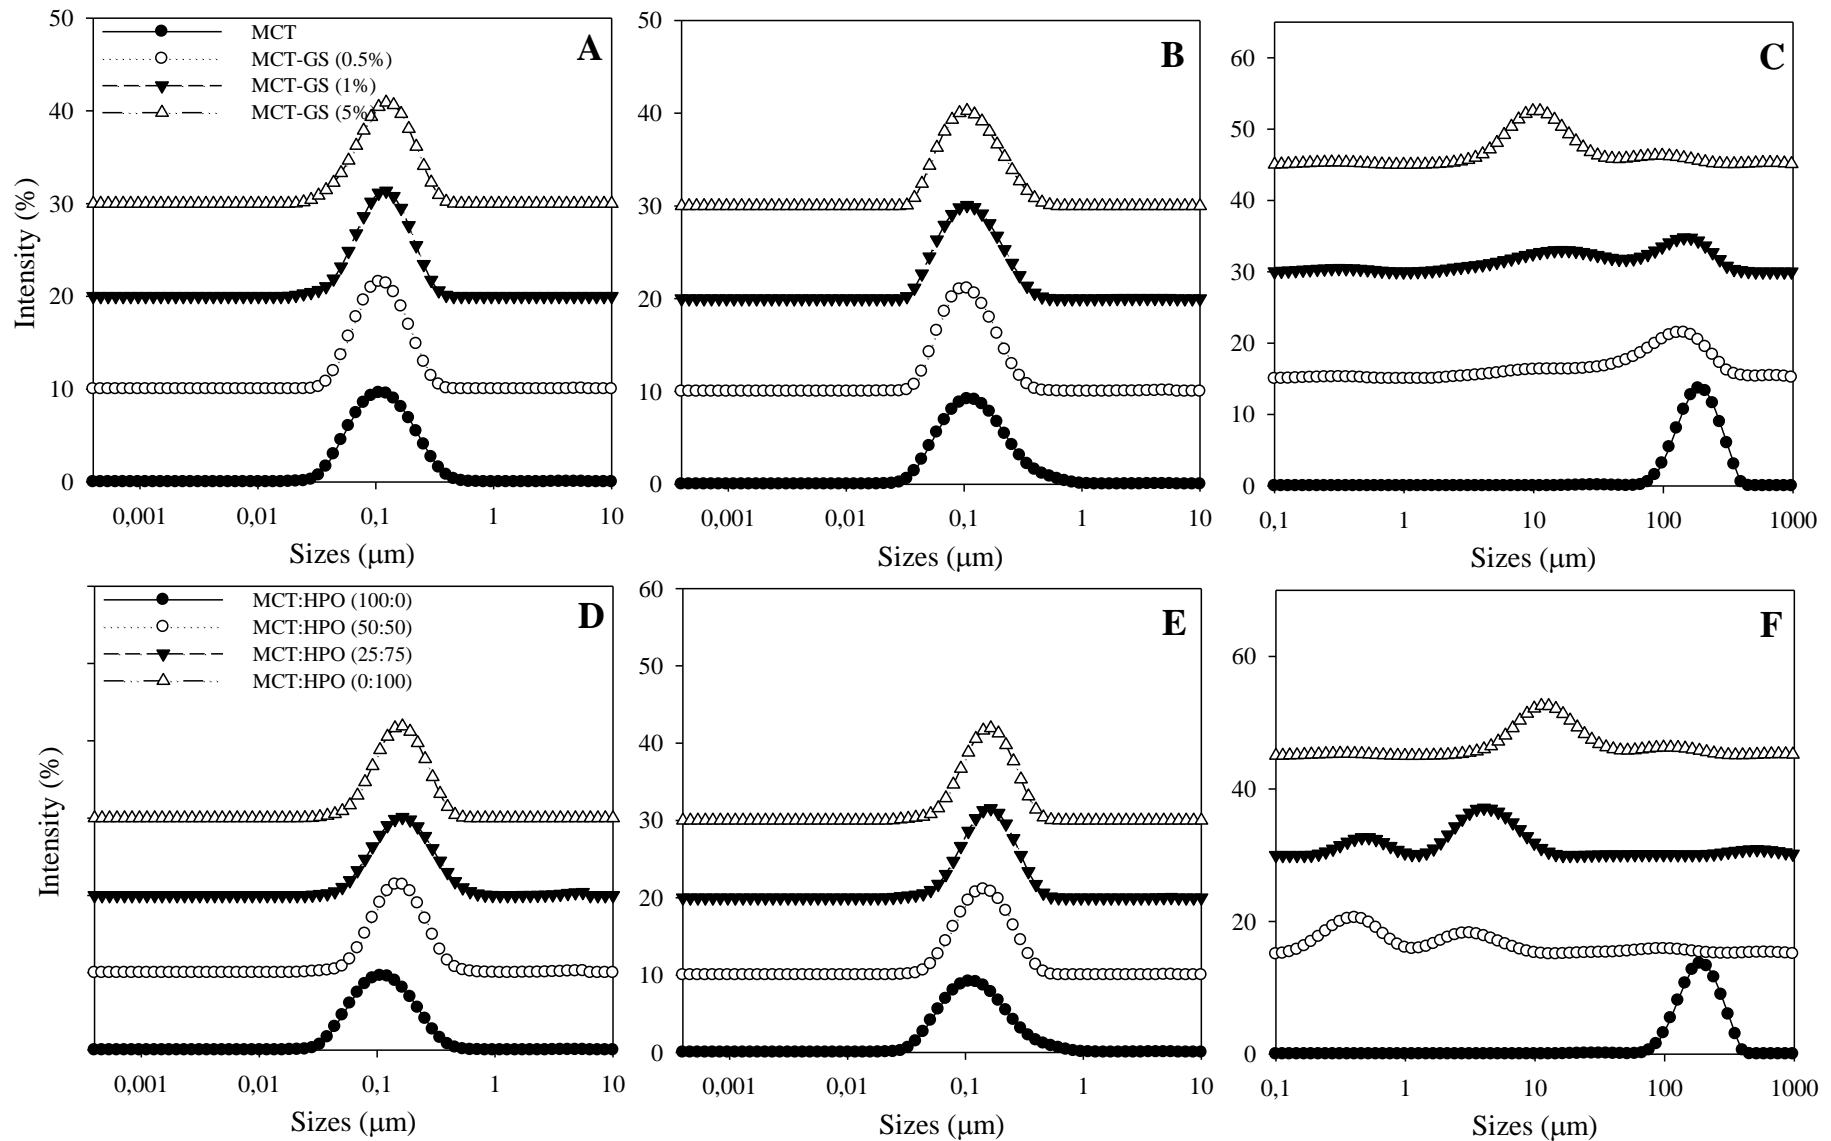 A
MCT
MCT-GS (0.5%)
MCT-GS (1%)
MCT-GS (5%)
Intensity (%)
50
40
30
20
10
0
0,001 0,01 0,1 1 10
Sizes (μm)
B
50
40
30
20
10
0
0,001 0,01 0,1 1 10
Sizes (μm)
C
60
50
40
30
20
10
0
0,1 1 10 100 1000
Sizes (μm)
D
MCT:HPO (100:0)
MCT:HPO (50:50)
MCT:HPO (25:75)
MCT:HPO (0:100)
Intensity (%)
0,001 0,01 0,1 1 10
Sizes (μm)
E
60
50
40
30
20
10
0
0,001 0,01 0,1 1 10
Sizes (μm)
F
60
40
20
0
0,1 1 10 100 1000
Sizes (μm)